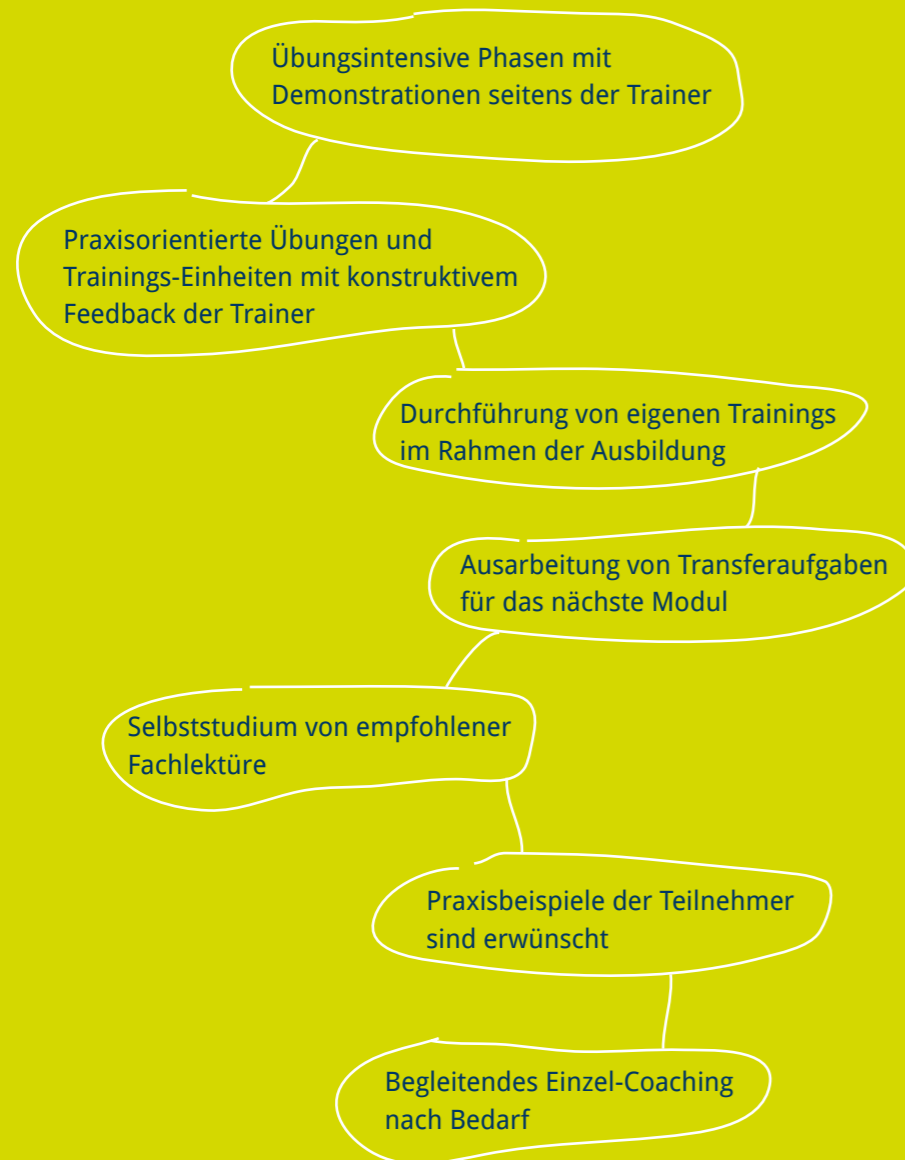 Übungsintensive Phasen mit
Demonstrationen seitens der Trainer
Praxisorientierte Übungen und
Trainings-Einheiten mit konstruktivem
Feedback der Trainer
Durchführung von eigenen Trainings
im Rahmen der Ausbildung
Ausarbeitung von Transferaufgaben
für das nächste Modul
Selbststudium von empfohlener
Fachlektüre
Praxisbeispiele der Teilnehmer
sind erwünscht
Begleitendes Einzel-Coaching
nach Bedarf